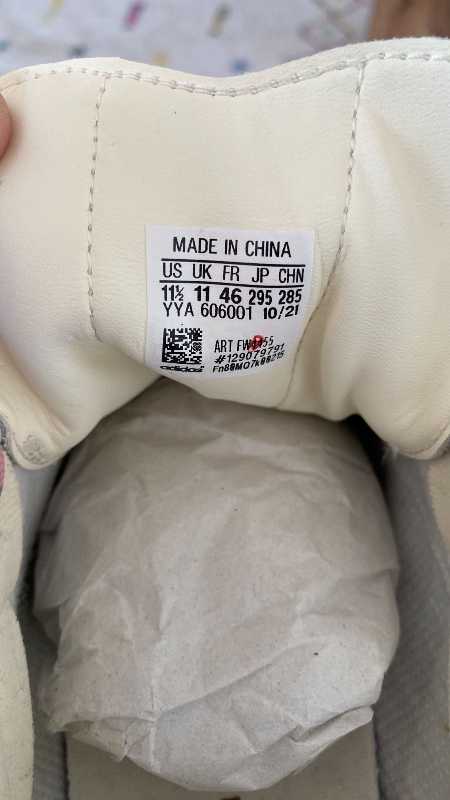 MADE IN CHINA
US UK FR JP CHN
11½ 11 46 295 285
YYA 606001 10/21
ART
#129079791
adidas